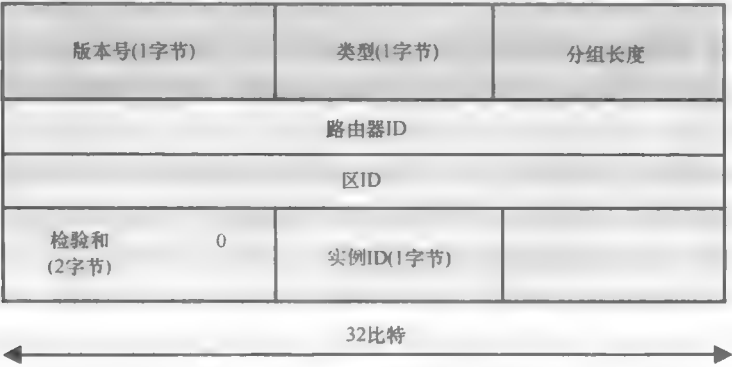 版本号(1字节)
类型(1字节)
分组长度
路由器ID
区ID
检验和 0
(2字节)
实例ID(1字节)
32比特